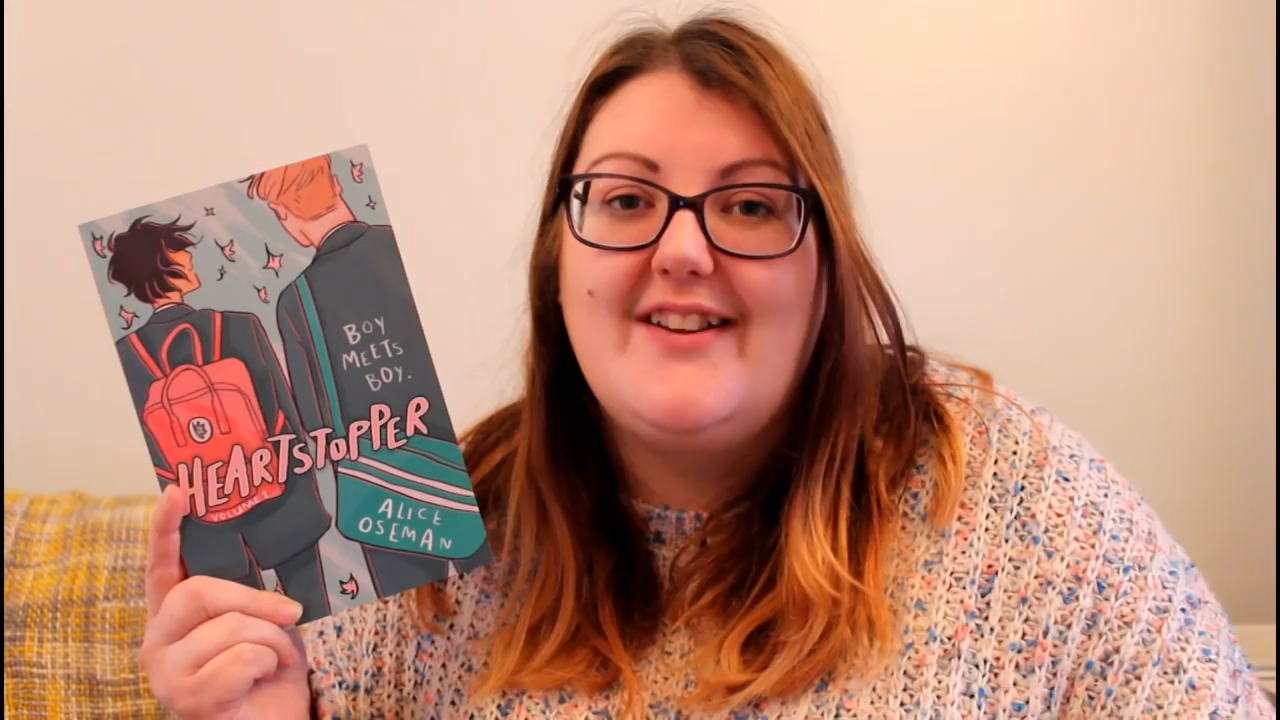 BOY
MEETS
BOY.
HEARTSTOPPER
VOLUME 1
ALICE
OSEMAN